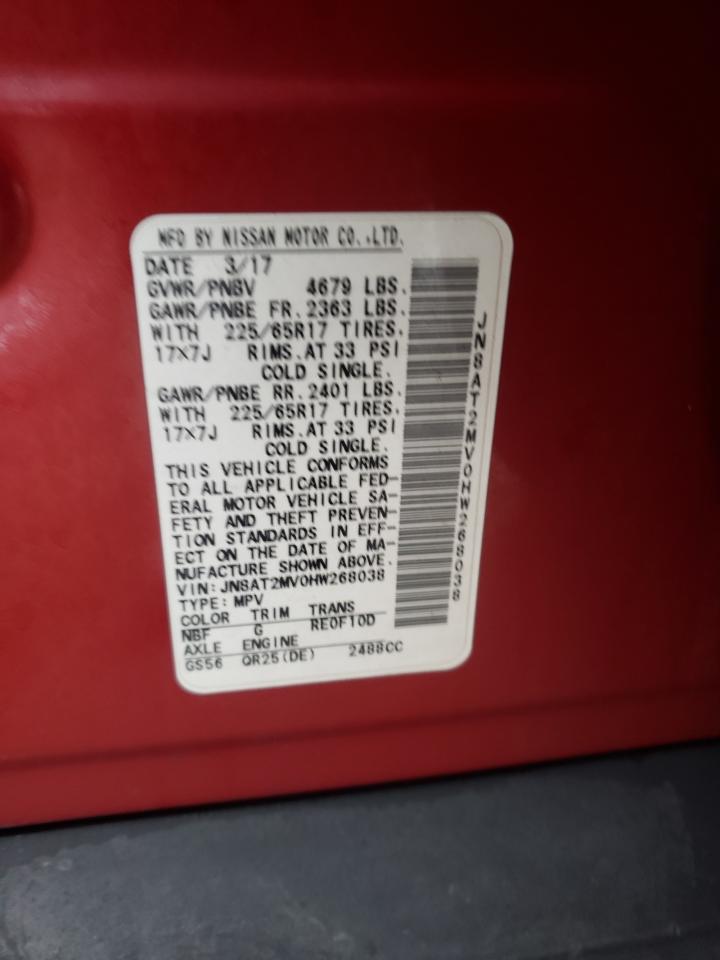 MFD BY NISSAN MOTOR CO.,LTD.
DATE 3/17
GVWR/PNBV 4679 LBS.
GAWR/PNBE FR. 2363 LBS.
WITH 225/65R17 TIRES.
17X7J RIMS. AT 33 PSI
COLD SINGLE.
GAWR/PNBE RR. 2401 LBS.
WITH 225/65R17 TIRES.
17X7J RIMS. AT 33 PSI
COLD SINGLE.
THIS VEHICLE CONFORMS
TO ALL APPLICABLE FED-
ERAL MOTOR VEHICLE SA-
FETY AND THEFT PREVEN-
TION STANDARDS IN EFF-
ECT ON THE DATE OF MA-
NUFACTURE SHOWN ABOVE.
VIN: JN8AT2MV0HW268038
TYPE: MPV
COLOR TRIM TRANS
NBF G RE0F10D
AXLE ENGINE
GS56 QR25(DE) 2488CC
JN8AT2MV0HW268038